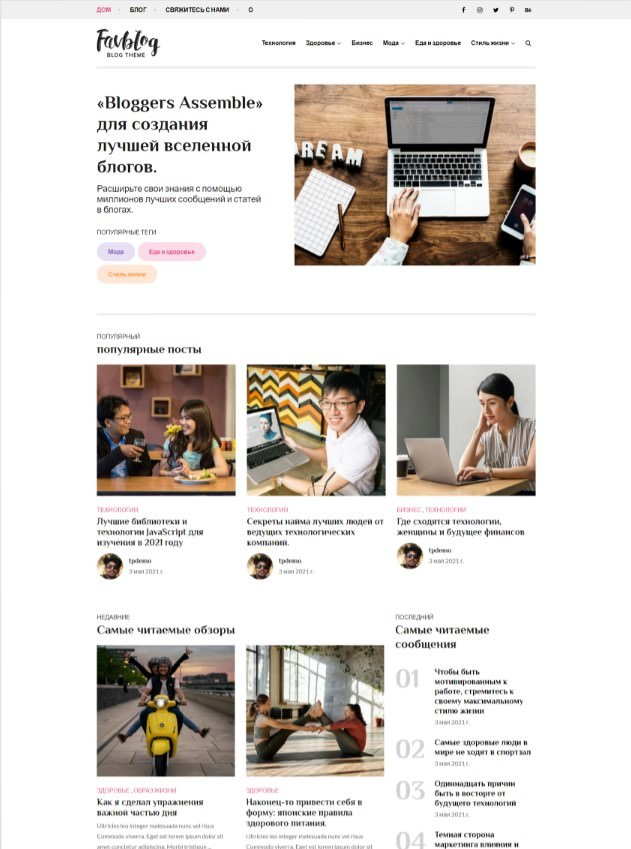 ДОМ БЛОГ СВЯЖИТЕСЬ С НАМИ О
Favblog
BLOG THEME
Технология Здоровье Бизнес Мода Еда и здоровье Стиль жизни
«Bloggers Assemble»
для создания
лучшей вселенной
блогов.
Расширьте свои знания с помощью
миллионов лучших сообщений и статей
в блогах.
ПОПУЛЯРНЫЕ ТЕГИ
Мода Еда и здоровье
Стиль жизни
REAM
ПОПУЛЯРНЫЙ
популярные посты
ТЕХНОЛОГИЯ
Лучшие библиотеки и
технологии JavaScript для
изучения в 2021 году
tpdemo
3 мая 2021 г.
ТЕХНОЛОГИЯ
Секреты найма лучших людей от
ведущих технологических
компаний.
tpdemo
3 мая 2021 г.
БИЗНЕС , ТЕХНОЛОГИИ
Где сходятся технологии,
женщины и будущее финансов
tpdemo
3 мая 2021 г.
НЕДАВНИЕ
Самые читаемые обзоры
ЗДОРОВЬЕ , ОБРАЗ ЖИЗНИ
Как я сделал упражнения
важной частью дня
Ultricies leo integer malesuada nunc vel risus
Commodo viverra. Eget est lorem ipsum dolor sit
amet consectetur adipiscing. Morbi tristique ...
ЗДОРОВЬЕ
Наконец-то привести себя в
форму: японские правила
здорового питания.
Ultricies leo integer malesuada nunc vel risus
Commodo viverra. Eget est lorem ipsum dolor sit
ПОСЛЕДНИЙ
Самые читаемые
сообщения
01 Чтобы быть
мотивированным к
работе, стремитесь к
своему максимальному
стилю жизни
3 мая 2021 г.
02 Самые здоровые люди в
мире не ходят в спортзал
3 мая 2021 г.
03 Одиннадцать причин
быть в восторге от
будущего технологий
3 мая 2021 г.
04 Темная сторона
маркетинга влияния и